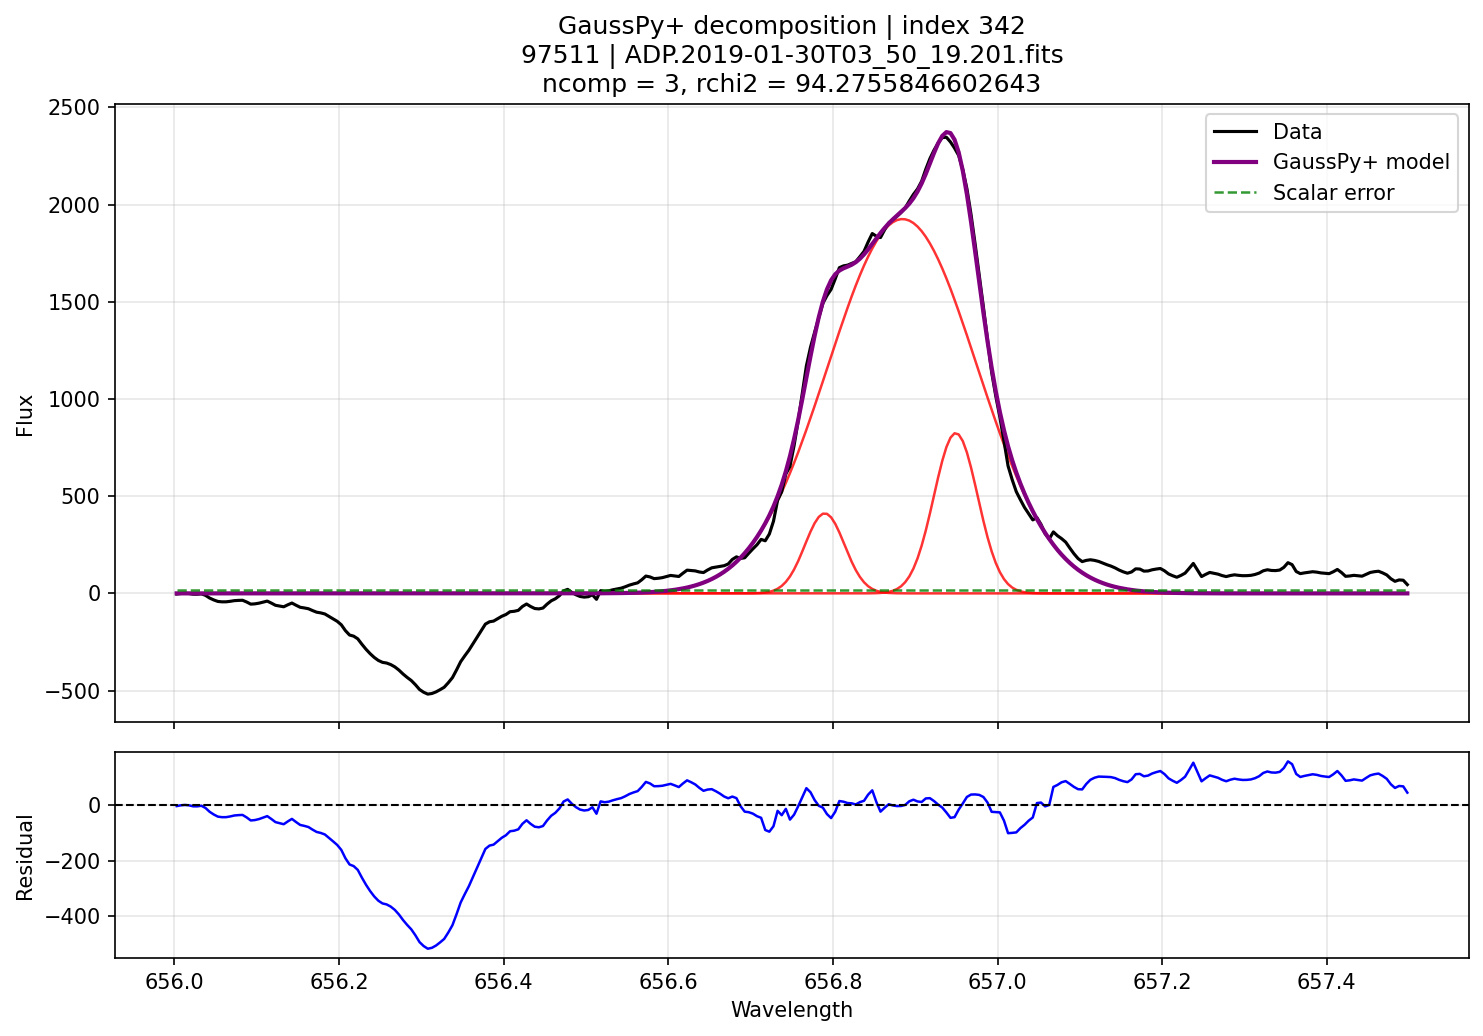 GaussPy+ decomposition | index 342
97511 | ADP.2019-01-30T03_50_19.201.fits
ncomp = 3, rchi2 = 94.2755846602643
Data
GaussPy+ model
Scalar error
Flux
2500
2000
1500
1000
500
0
−500
Residual
0
−200
−400
656.0
656.2
656.4
656.6
656.8
657.0
657.2
657.4
Wavelength